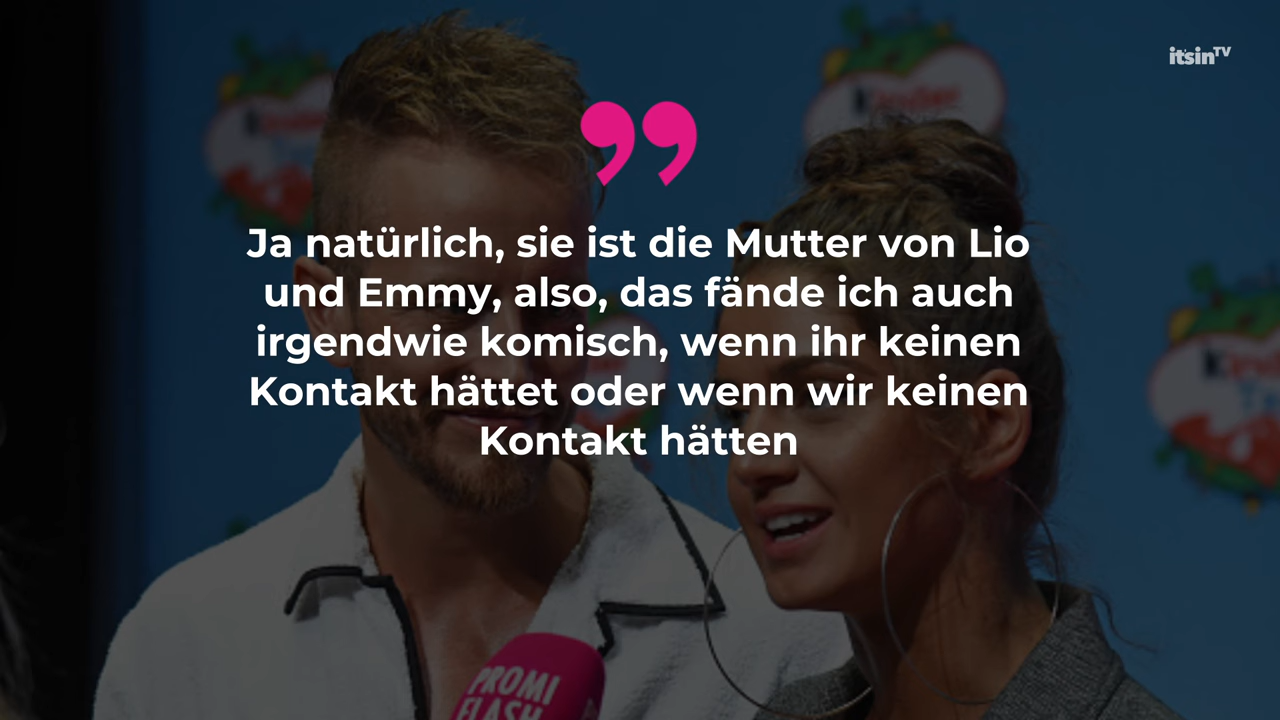 itsinTV
Ja natürlich, sie ist die Mutter von Lio
und Emmy, also, das fände ich auch
irgendwie komisch, wenn ihr keinen
Kontakt hättet oder wenn wir keinen
Kontakt hätten
PROMI
FLASH